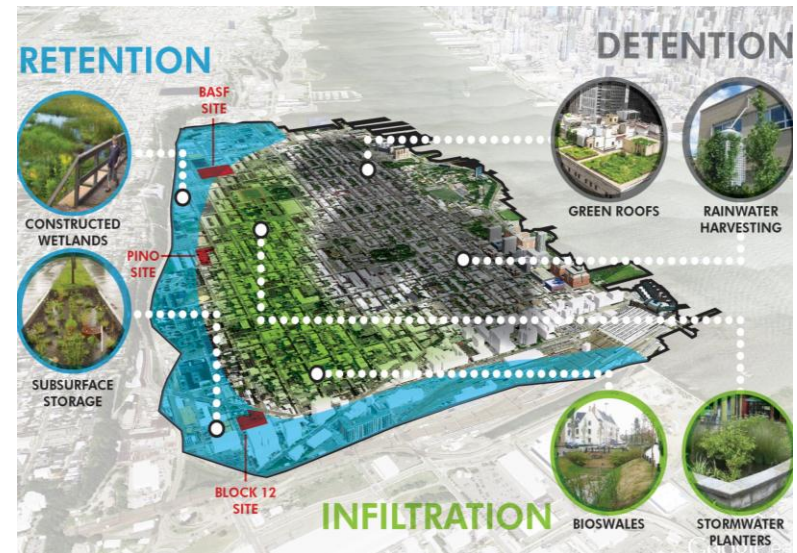 RETENTION
DETENTION
BASF
SITE
CONSTRUCTED
WETLANDS
GREEN ROOFS
RAINWATER
HARVESTING
PINO
SITE
SUBSURFACE
STORAGE
BLOCK 12
SITE
INFILTRATION
BIOSWALES
STORMWATER
PLANTERS